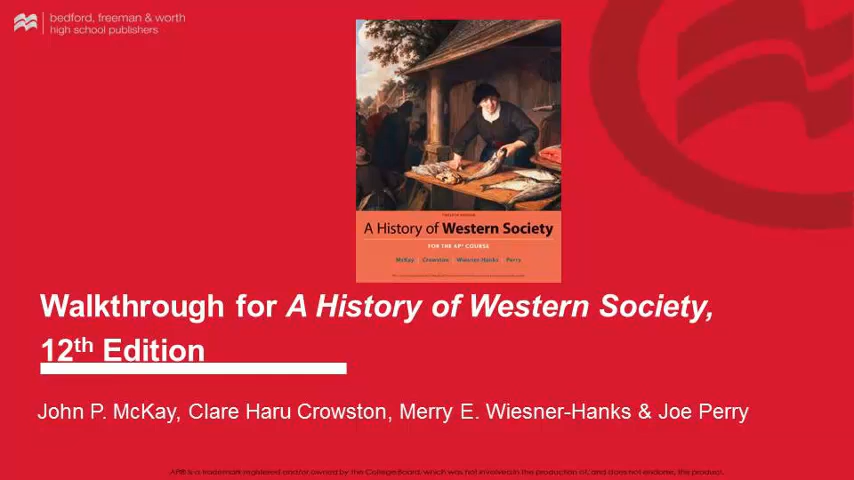 bedford, freeman & worth
high school publishers
TWELFTH EDITION
A History of Western Society
FOR THE AP® COURSE
McKay Crowston Wiesner-Hanks Perry
Walkthrough for A History of Western Society,
12th Edition
John P. McKay, Clare Haru Crowston, Merry E. Wiesner-Hanks & Joe Perry
AP® is a trademark registered and/or owned by the College Board, which was not involved in the production of, and does not endorse, this product.